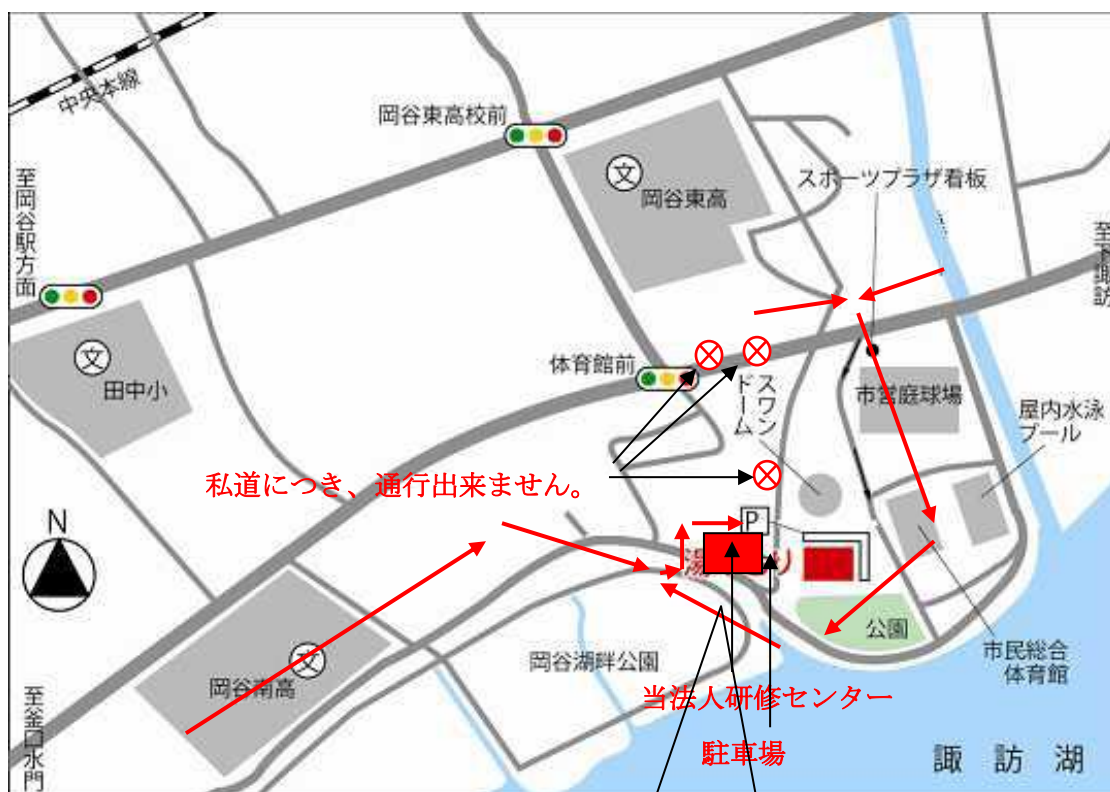 中央本線
岡谷東高校前
文
岡谷東高
スポーツプラザ看板
至岡谷駅方面
至下諏訪
文
田中小
体育館前
スワンドーム
市営庭球場
屋内水泳
プール
私道につき、通行出来ません。
N
P
湯
り
公園
文
岡谷南高
岡谷湖畔公園
市民総合
体育館
当法人研修センター
駐車場
至釜口水門
諏訪湖